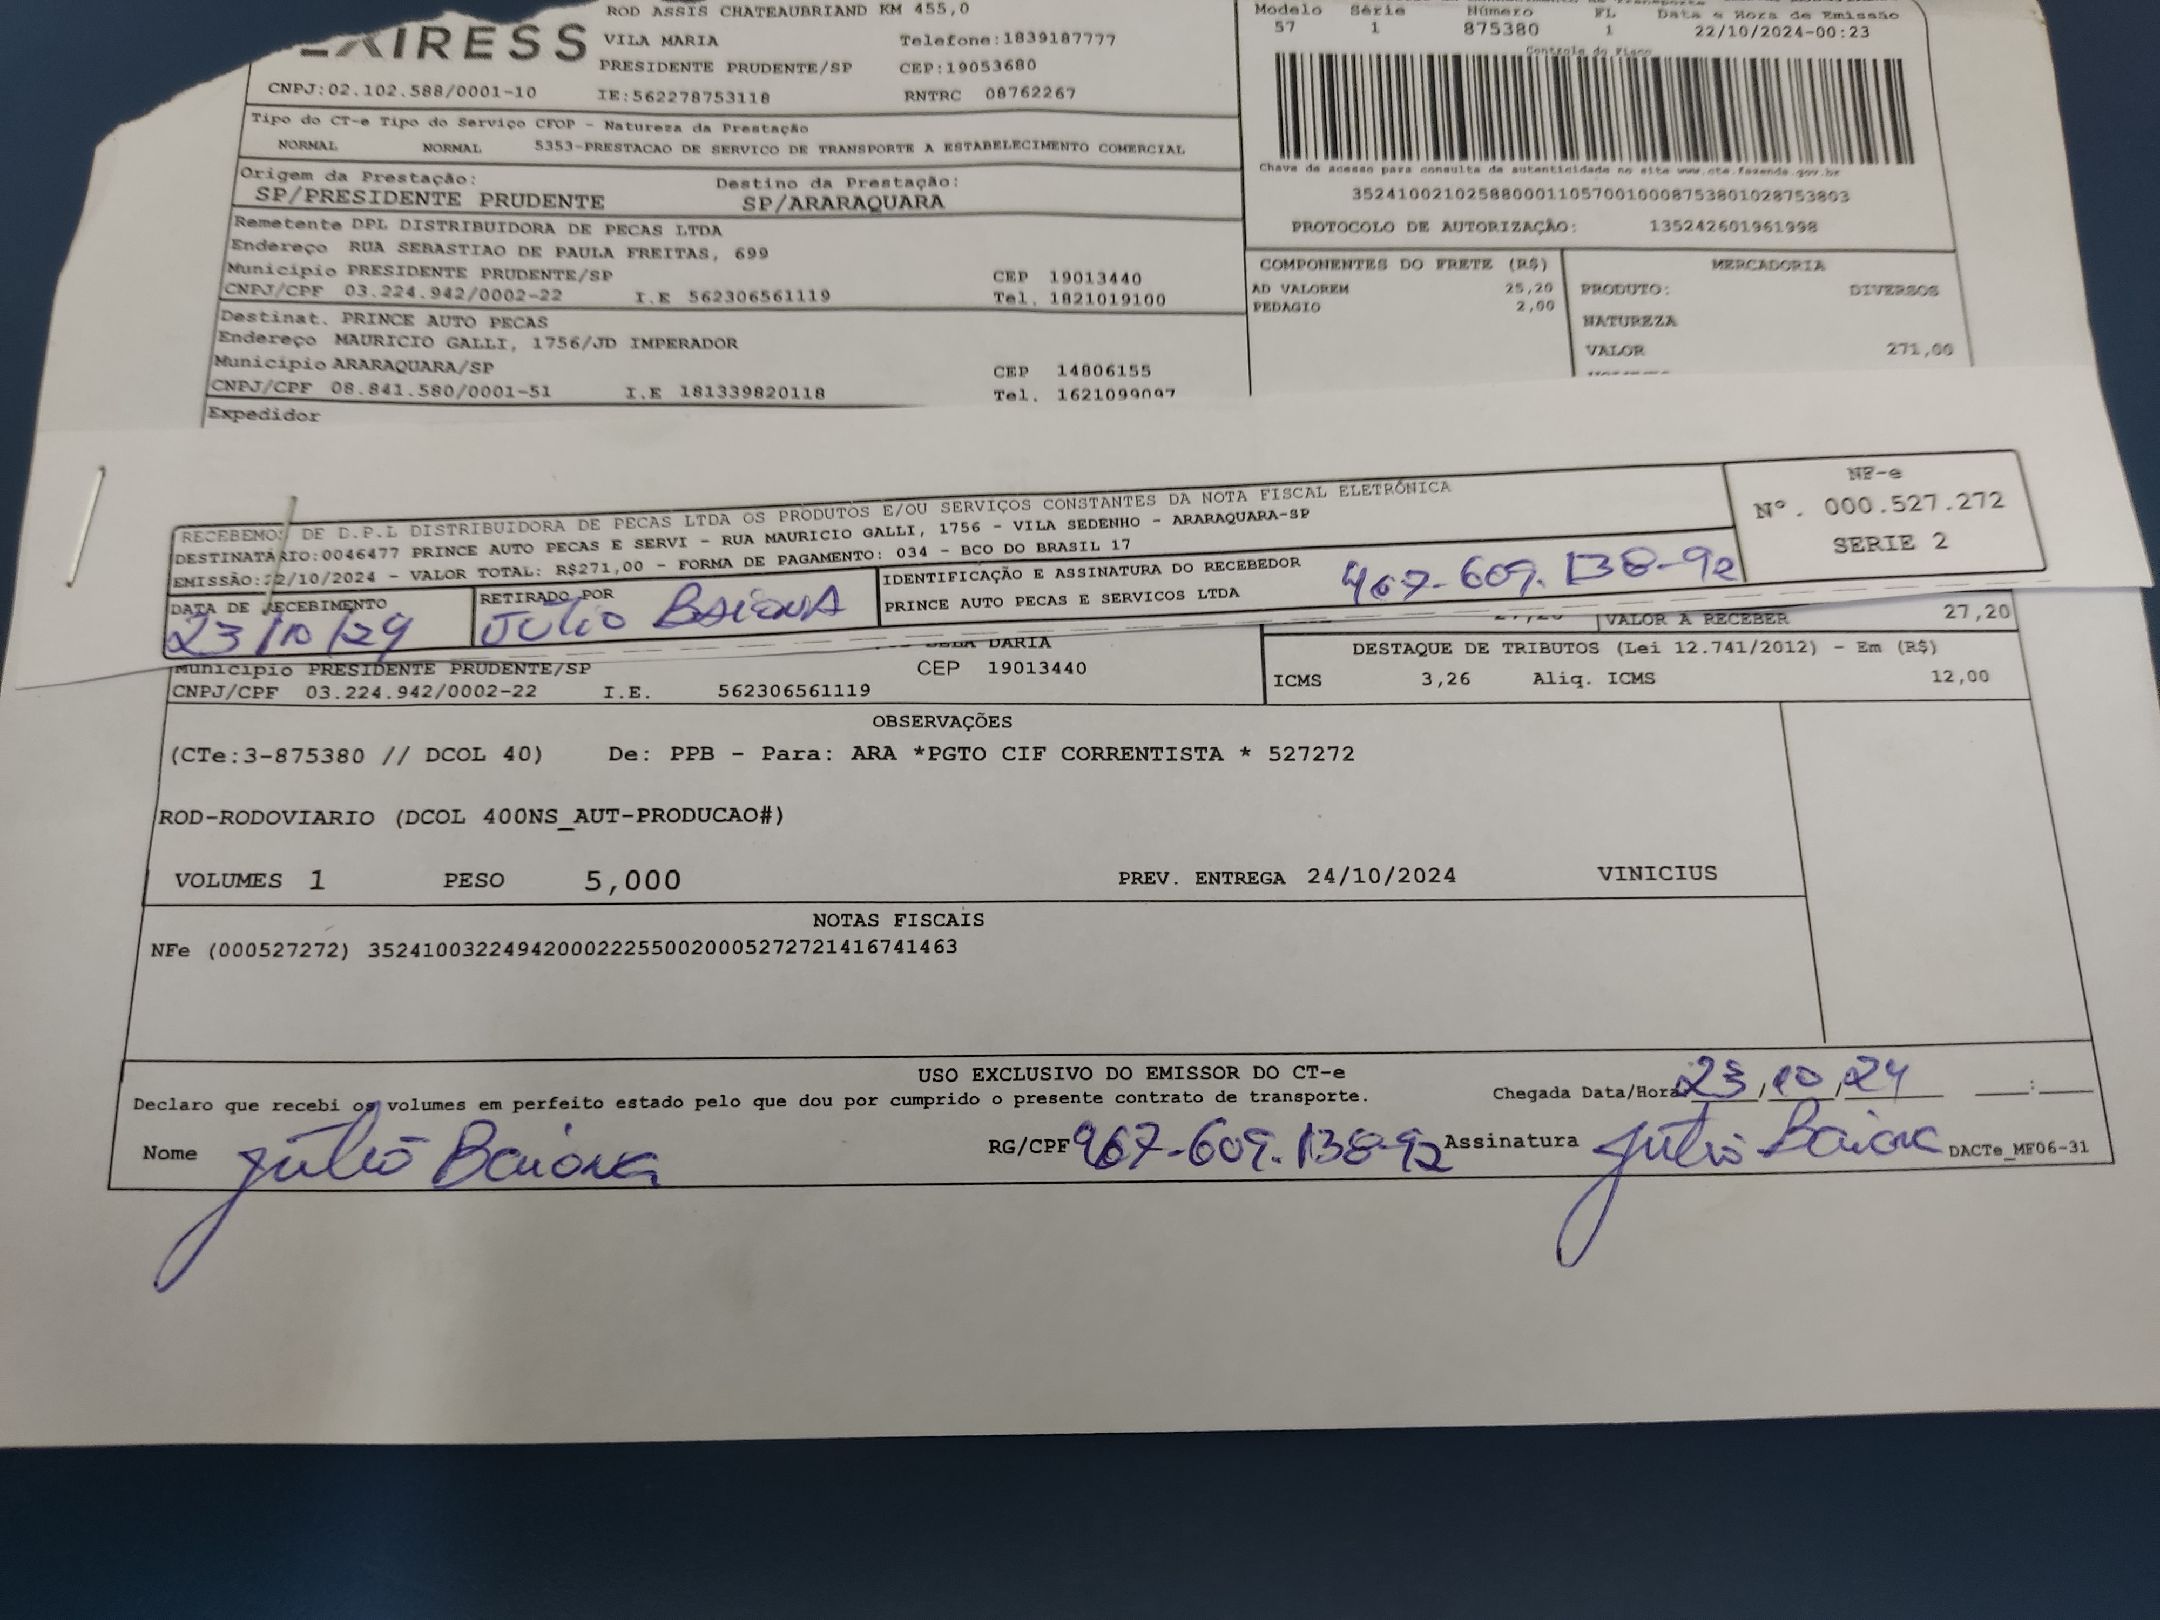 ROD ASSIS CHATEAUBRIAND KM 455,0
VILA MARIA Telefone:1839187777
PRESIDENTE PRUDENTE/SP CEP:19053680
CNPJ:02.102.588/0001-10 IE:562278753118 RNTRC 08762267
Modelo Série Número FL Data e Hora de Emissão
57 1 875380 1 22/10/2024-00:23
Controle do Fisco
Tipo do CT-e Tipo do Serviço CFOP - Natureza da Prestação
NORMAL NORMAL 5353-PRESTACAO DE SERVICO DE TRANSPORTE A ESTABELECIMENTO COMERCIAL
Chave de acesso para consulta de autenticidade no site www.cte.fazenda.gov.br
35241002102588000110570010008753801028753803
PROTOCOLO DE AUTORIZAÇÃO: 135242601961998
Origem da Prestação: Destino da Prestação:
SP/PRESIDENTE PRUDENTE SP/ARARAQUARA
Remetente DPL DISTRIBUIDORA DE PECAS LTDA
Endereço RUA SEBASTIAO DE PAULA FREITAS, 699
Município PRESIDENTE PRUDENTE/SP CEP 19013440
CNPJ/CPF 03.224.942/0002-22 I.E 562306561119 Tel. 1821019100
COMPONENTES DO FRETE (R$) MERCADORIA
AD VALOREM 25,20 PRODUTO: DIVERSOS
PEDAGIO 2,00
NATUREZA
VALOR 271,00
Destinat. PRINCE AUTO PECAS
Endereço MAURICIO GALLI, 1756/JD IMPERADOR
Município ARARAQUARA/SP CEP 14806155
CNPJ/CPF 08.841.580/0001-51 I.E 181339820118 Tel. 1621099097
Expedidor
RECEBEMOS DE D.P.L DISTRIBUIDORA DE PECAS LTDA OS PRODUTOS E/OU SERVIÇOS CONSTANTES DA NOTA FISCAL ELETRÔNICA
DESTINATÁRIO:0046477 PRINCE AUTO PECAS E SERVI - RUA MAURICIO GALLI, 1756 - VILA SEDENHO - ARARAQUARA-SP
EMISSÃO:22/10/2024 - VALOR TOTAL: R$271,00 - FORMA DE PAGAMENTO: 034 - BCO DO BRASIL 17
NF-e
Nº. 000.527.272
SERIE 2
DATA DE RECEBIMENTO RETIRADO POR IDENTIFICAÇÃO E ASSINATURA DO RECEBEDOR
23/10/24 Júlio BAIONA PRINCE AUTO PECAS E SERVICOS LTDA 467-609.138-92
27,20 VALOR A RECEBER 27,20
DARIA
Município PRESIDENTE PRUDENTE/SP CEP 19013440
CNPJ/CPF 03.224.942/0002-22 I.E. 562306561119
DESTAQUE DE TRIBUTOS (Lei 12.741/2012) - Em (R$)
ICMS 3,26 Aliq. ICMS 12,00
OBSERVAÇÕES
(CTe:3-875380 // DCOL 40) De: PPB - Para: ARA *PGTO CIF CORRENTISTA * 527272
ROD-RODOVIARIO (DCOL 400NS_AUT-PRODUCAO#)
VOLUMES 1 PESO 5,000 PREV. ENTREGA 24/10/2024 VINICIUS
NOTAS FISCAIS
NFe (000527272) 35241003224942000222550020005272721416741463
USO EXCLUSIVO DO EMISSOR DO CT-e
Declaro que recebi os volumes em perfeito estado pelo que dou por cumprido o presente contrato de transporte. Chegada Data/Hora 23/10/24 __:__
Nome Júlio Baiona RG/CPF 467-609.138-92 Assinatura Júlio Baiona DACTe_MF06-31